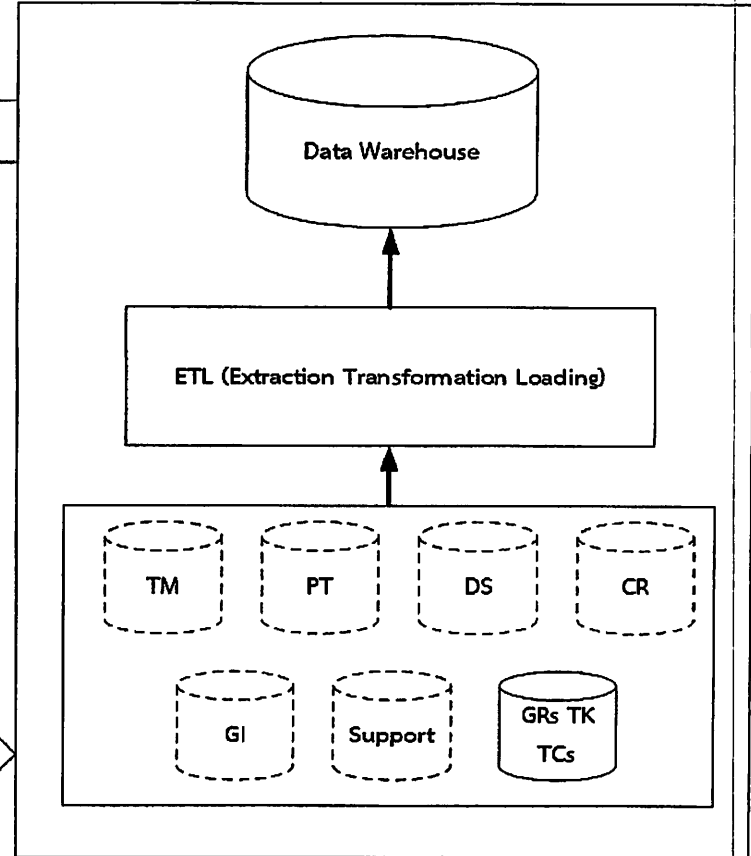 Data Warehouse
ETL (Extraction Transformation Loading)
TM
PT
DS
CR
GI
Support
GRs TK
TCs